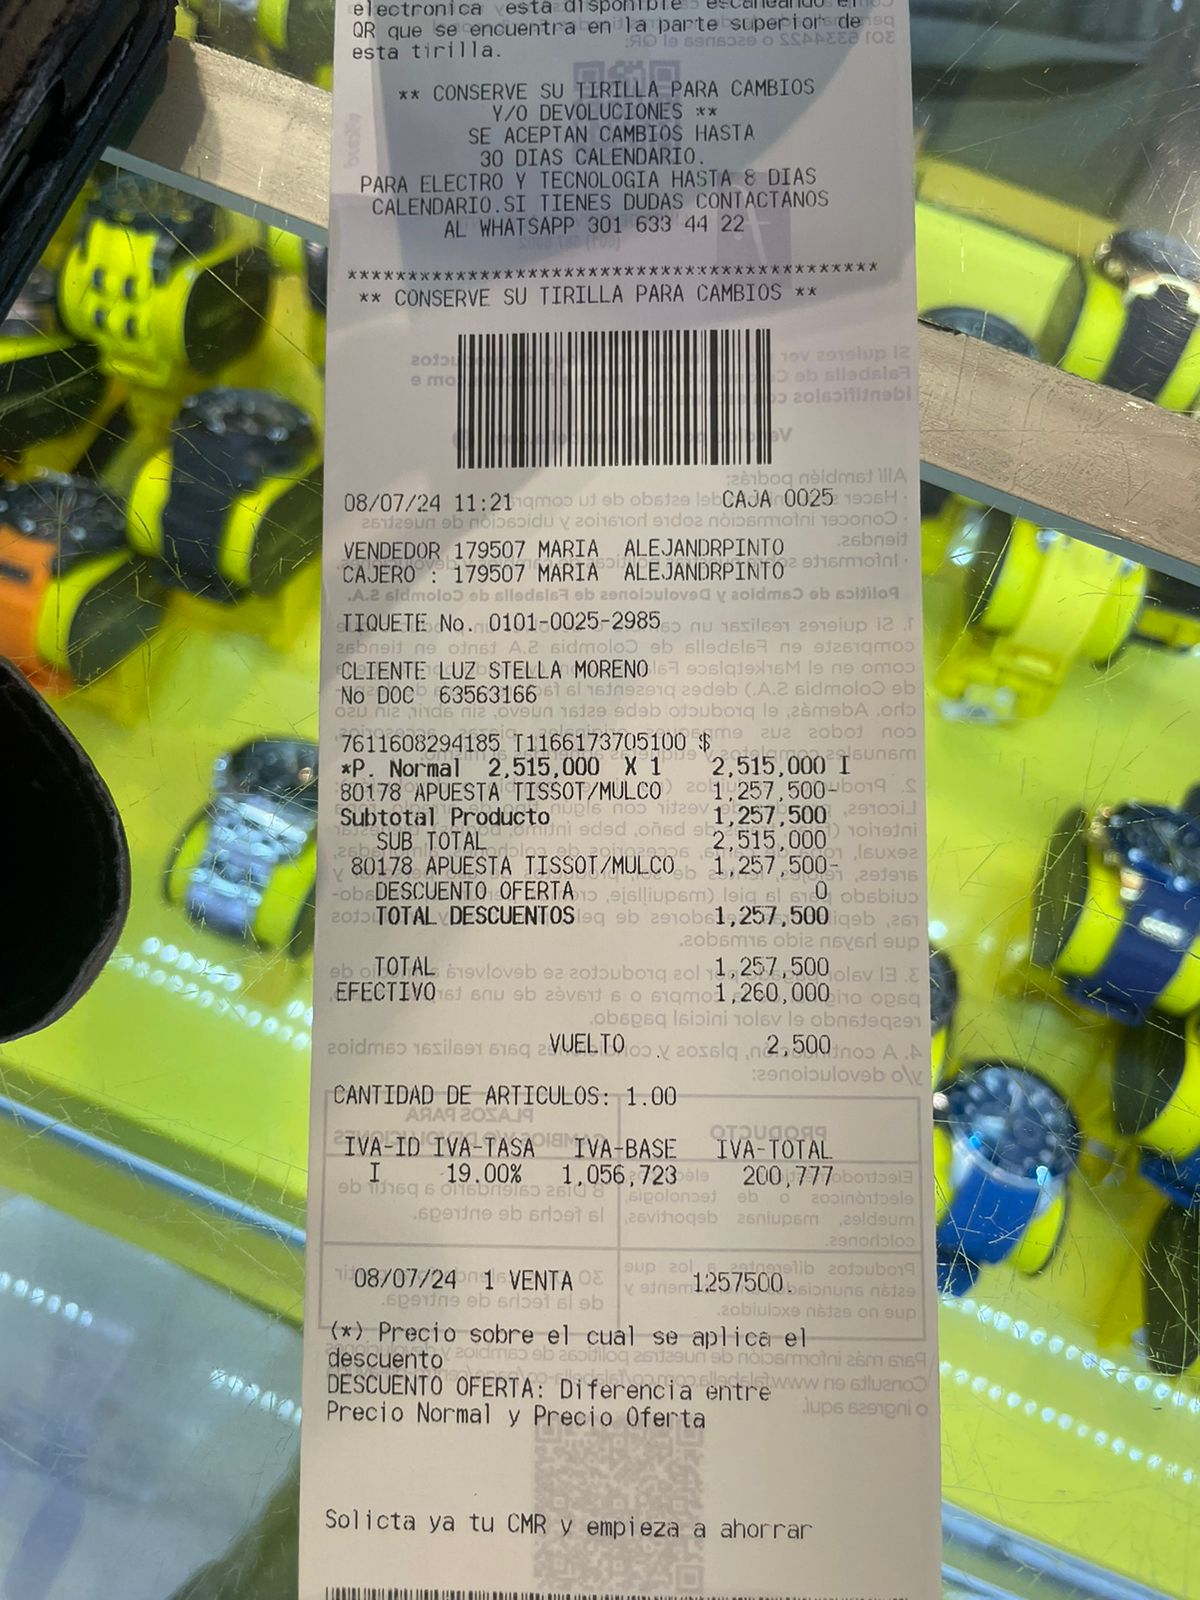 electronica esta disponible escaneando el
QR que se encuentra en la parte superior de
esta tirilla.
** CONSERVE SU TIRILLA PARA CAMBIOS
Y/O DEVOLUCIONES **
SE ACEPTAN CAMBIOS HASTA
30 DIAS CALENDARIO.
PARA ELECTRO Y TECNOLOGIA HASTA 8 DIAS
CALENDARIO.SI TIENES DUDAS CONTACTANOS
AL WHATSAPP 301 633 44 22
********************************************
** CONSERVE SU TIRILLA PARA CAMBIOS **
08/07/24 11:21 CAJA 0025
VENDEDOR 179507 MARIA ALEJANDRPINTO
CAJERO : 179507 MARIA ALEJANDRPINTO
TIQUETE No. 0101-0025-2985
CLIENTE LUZ STELLA MORENO
No DOC 63563166
7611608294185 T1166173705100 $
*P. Normal 2,515,000 X 1 2,515,000 I
80178 APUESTA TISSOT/MULCO 1,257,500-
Subtotal Producto 1,257,500
SUB TOTAL 2,515,000
80178 APUESTA TISSOT/MULCO 1,257,500-
DESCUENTO OFERTA 0
TOTAL DESCUENTOS 1,257,500
TOTAL 1,257,500
EFECTIVO 1,260,000
VUELTO 2,500
CANTIDAD DE ARTICULOS: 1.00
IVA-ID IVA-TASA IVA-BASE IVA-TOTAL
I 19.00% 1,056,723 200,777
08/07/24 1 VENTA 1257500.
(*) Precio sobre el cual se aplica el
descuento
DESCUENTO OFERTA: Diferencia entre
Precio Normal y Precio Oferta
Solicta ya tu CMR y empieza a ahorrar